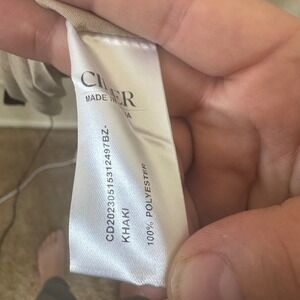 MADE
CD20230515312497BZ-
KHAKI
100% POLYESTER